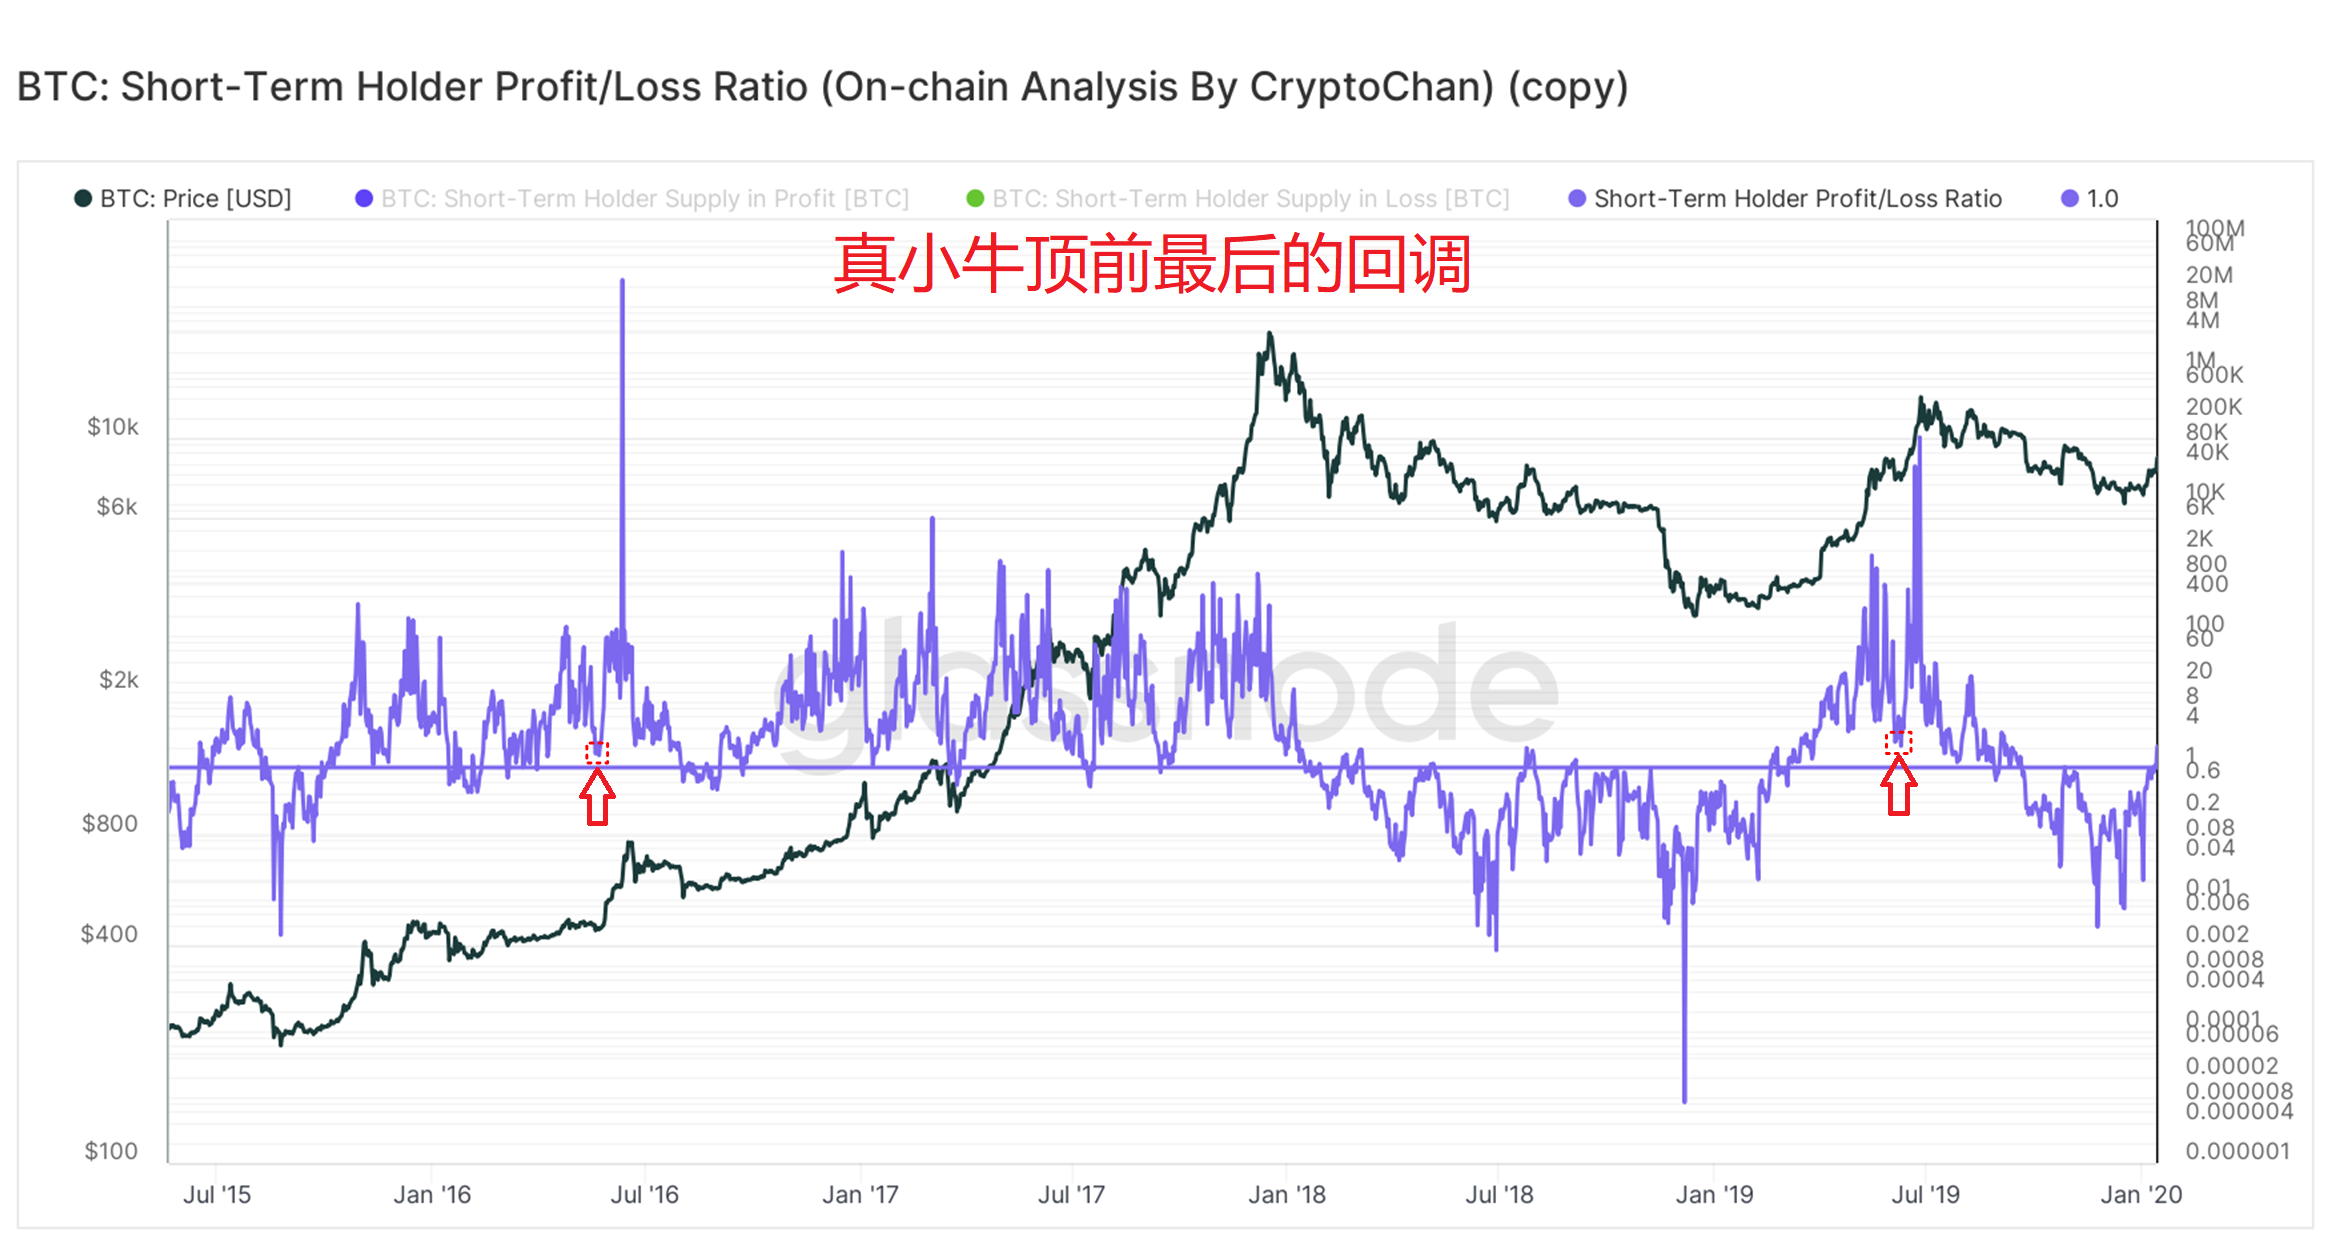 BTC: Short-Term Holder Profit/Loss Ratio (On-chain Analysis By CryptoChan) (copy)
BTC: Price [USD] BTC: Short-Term Holder Supply in Profit [BTC] BTC: Short-Term Holder Supply in Loss [BTC] Short-Term Holder Profit/Loss Ratio 1.0
真小牛顶前最后的回调
$10k
$6k
$2k
$800
$400
$100
glassnode
100M
60M
20M
8M
4M
1M
600K
200K
80K
40K
10K
6K
2K
800
400
100
60
20
8
4
1
0.6
0.2
0.08
0.04
0.01
0.006
0.002
0.0008
0.0004
0.0001
0.00006
0.00002
0.000008
0.000004
0.000001
Jul '15 Jan '16 Jul '16 Jan '17 Jul '17 Jan '18 Jul '18 Jan '19 Jul '19 Jan '20